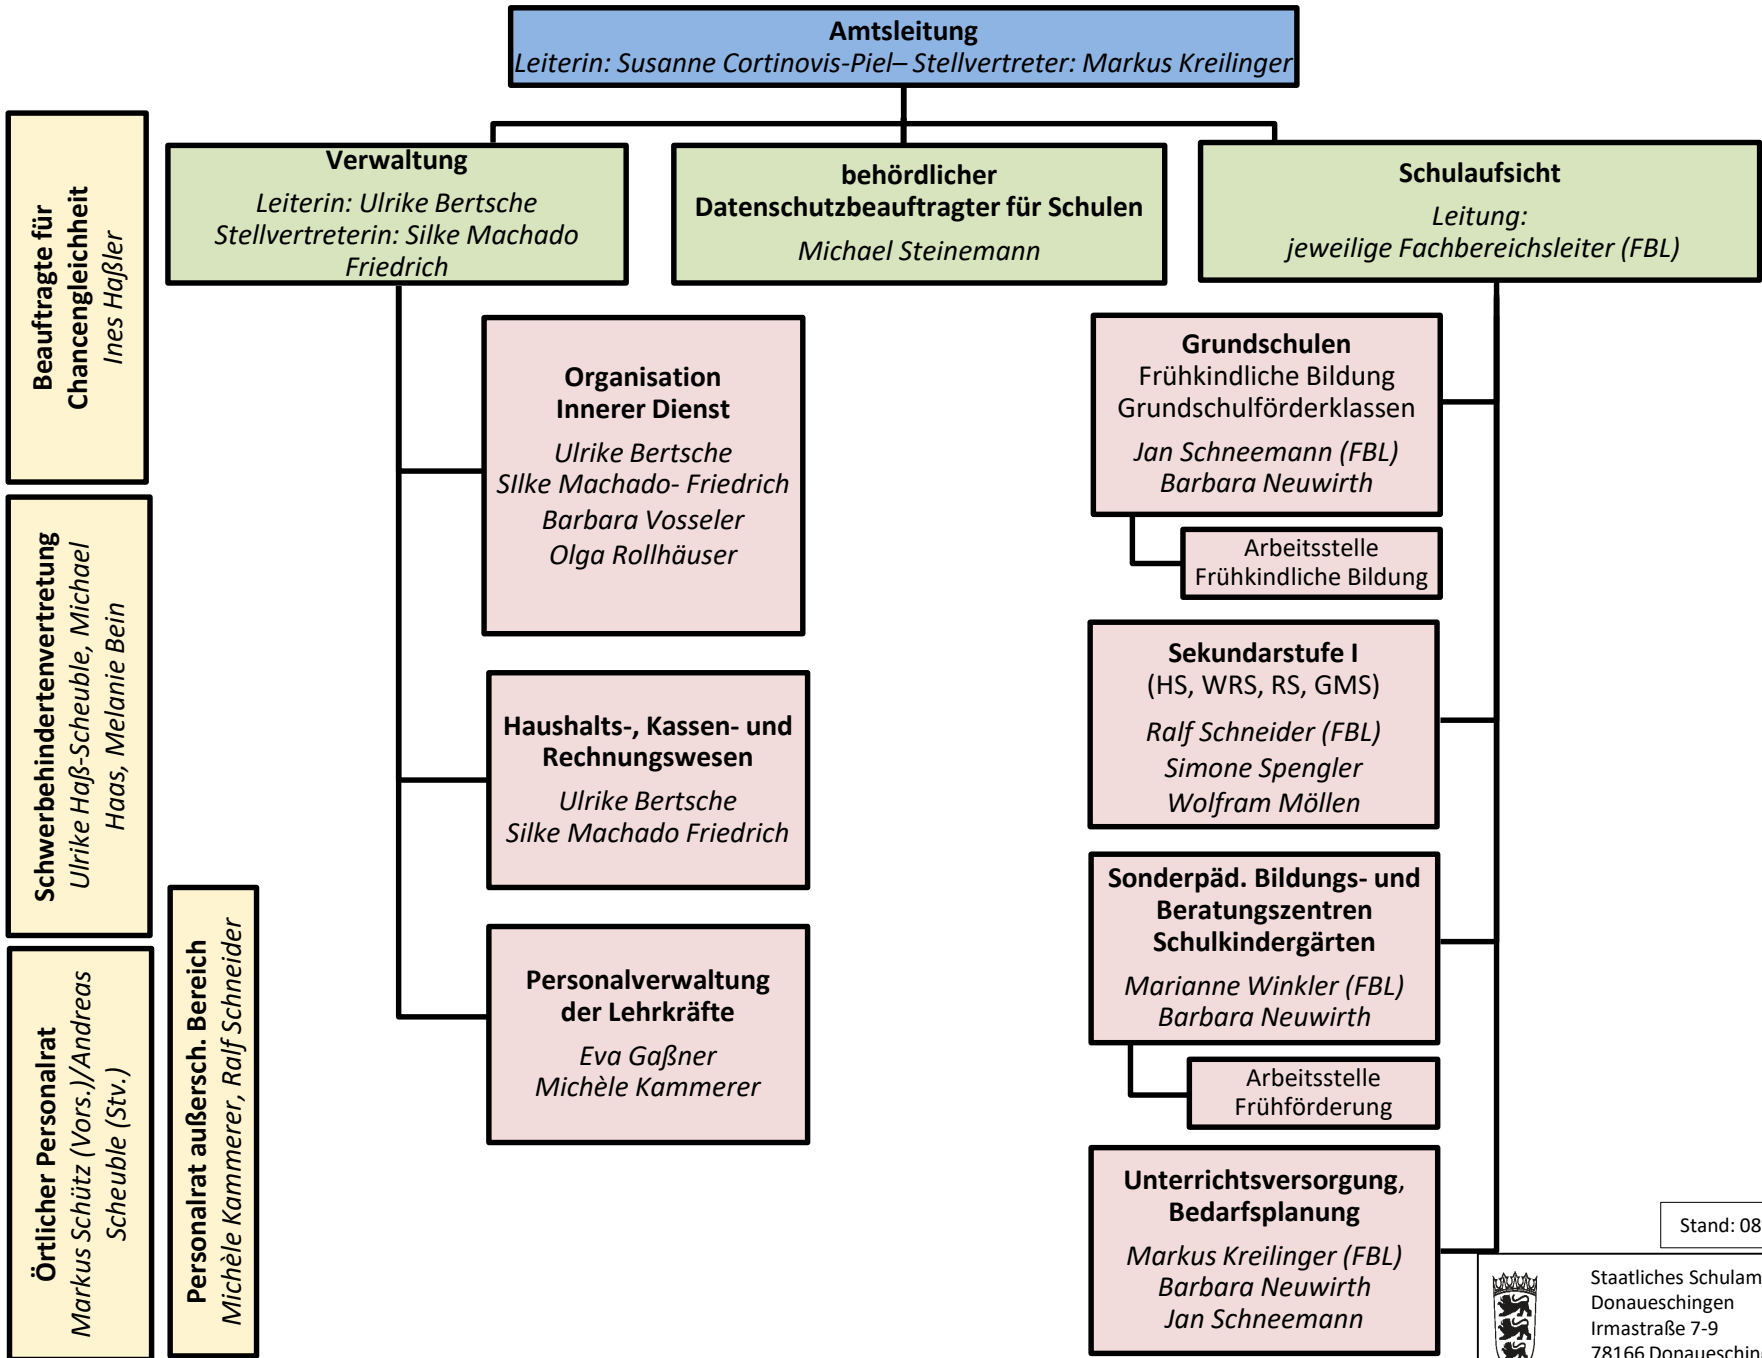 Amtsleitung
Leiterin: Susanne Cortinovis-Piel– Stellvertreter: Markus Kreilinger
Beauftragte für
Chancengleichheit
Ines Haßler
Schwerbehindertenvertretung
Ulrike Haß-Scheuble, Michael
Haas, Melanie Bein
Örtlicher Personalrat
Markus Schütz (Vors.)/Andreas
Scheuble (Stv.)
Personalrat außersch. Bereich
Michèle Kammerer, Ralf Schneider
Verwaltung
Leiterin: Ulrike Bertsche
Stellvertreterin: Silke Machado
Friedrich
behördlicher
Datenschutzbeauftragter für Schulen
Michael Steinemann
Schulaufsicht
Leitung:
jeweilige Fachbereichsleiter (FBL)
Organisation
Innerer Dienst
Ulrike Bertsche
SIlke Machado- Friedrich
Barbara Vosseler
Olga Rollhäuser
Haushalts-, Kassen- und
Rechnungswesen
Ulrike Bertsche
Silke Machado Friedrich
Personalverwaltung
der Lehrkräfte
Eva Gaßner
Michèle Kammerer
Grundschulen
Frühkindliche Bildung
Grundschulförderklassen
Jan Schneemann (FBL)
Barbara Neuwirth
Arbeitsstelle
Frühkindliche Bildung
Sekundarstufe I
(HS, WRS, RS, GMS)
Ralf Schneider (FBL)
Simone Spengler
Wolfram Möllen
Sonderpäd. Bildungs- und
Beratungszentren
Schulkindergärten
Marianne Winkler (FBL)
Barbara Neuwirth
Arbeitsstelle
Frühförderung
Unterrichtsversorgung,
Bedarfsplanung
Markus Kreilinger (FBL)
Barbara Neuwirth
Jan Schneemann
Stand: 08
Staatliches Schulam
Donaueschingen
Irmastraße 7-9
78166